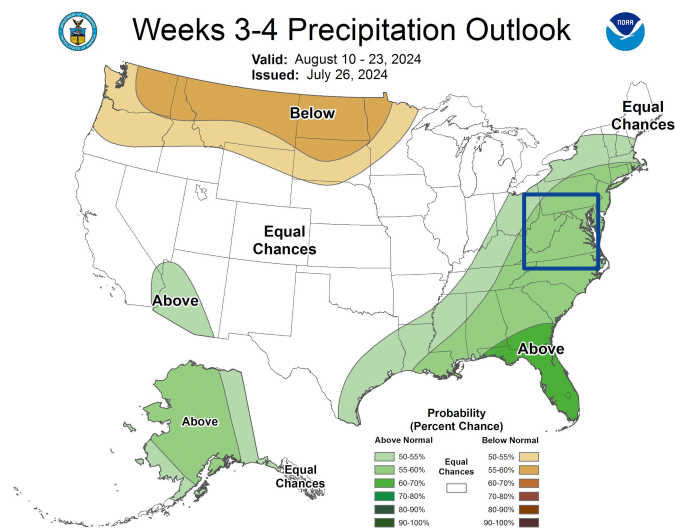 Weeks 3-4 Precipitation Outlook
NOAA
Valid: August 10 - 23, 2024
Issued: July 26, 2024
Below
Equal
Chances
Equal
Chances
Above
Above
Above
Equal
Chances
Probability
(Percent Chance)
Above Normal
Below Normal
50-55%
55-60%
60-70%
70-80%
80-90%
90-100%
Equal
Chances
50-55%
55-60%
60-70%
70-80%
80-90%
90-100%